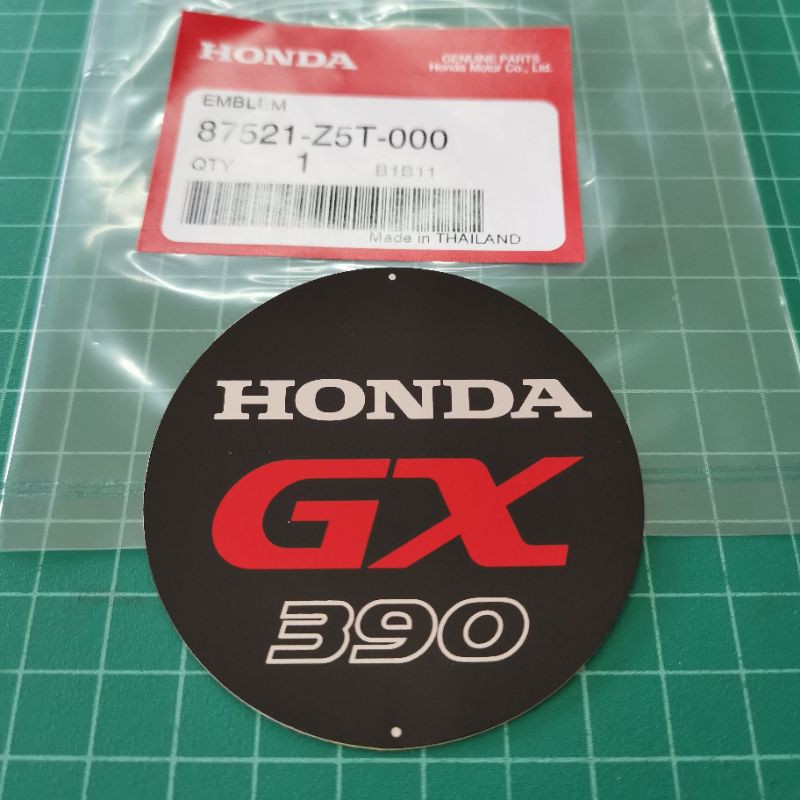 HONDA
GENUINE PARTS
Honda Motor Co., Ltd.
EMBLEM
87521-Z5T-000
QTY 1 B1B11
Made in THAILAND
HONDA
GX
390